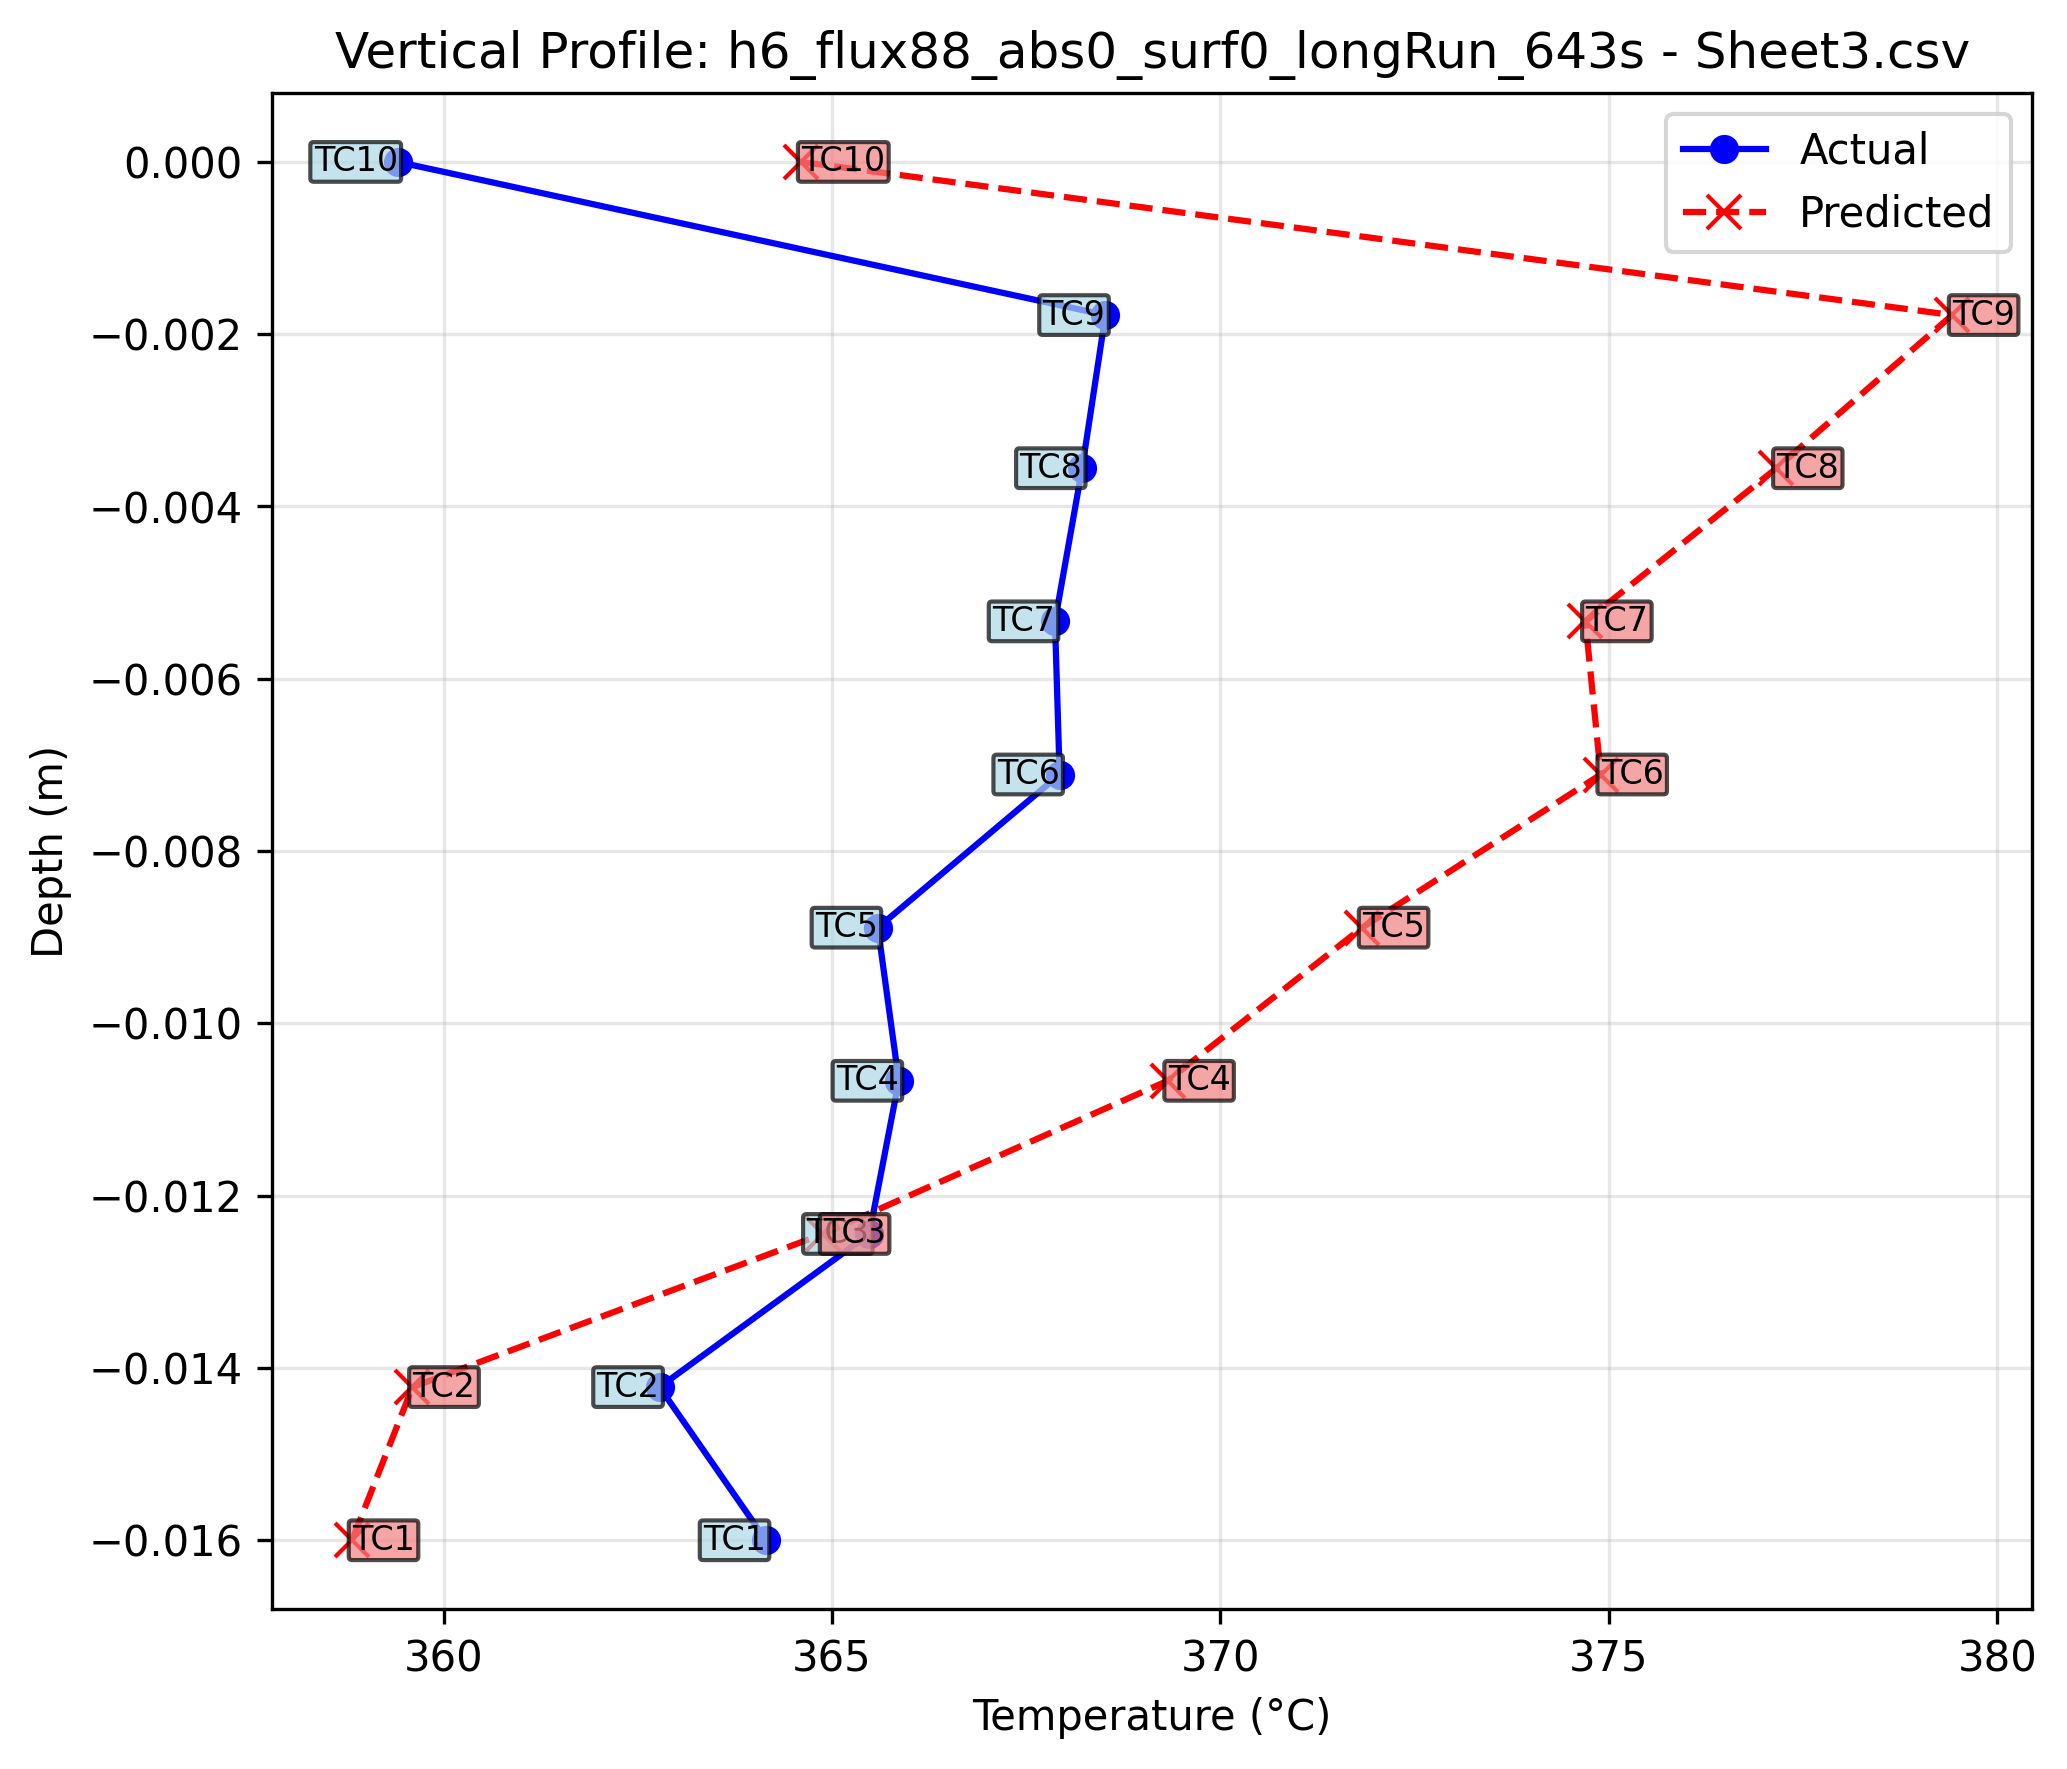 Vertical Profile: h6_flux88_abs0_surf0_longRun_643s - Sheet3.csv
Actual
Predicted
0.000
−0.002
−0.004
−0.006
−0.008
−0.010
−0.012
−0.014
−0.016
Depth (m)
TC10
TC10
TC9
TC9
TC8
TC8
TC7
TC7
TC6
TC6
TC5
TC5
TC4
TC4
TC3
TC2
TC2
TC1
TC1
360
365
370
375
380
Temperature (°C)